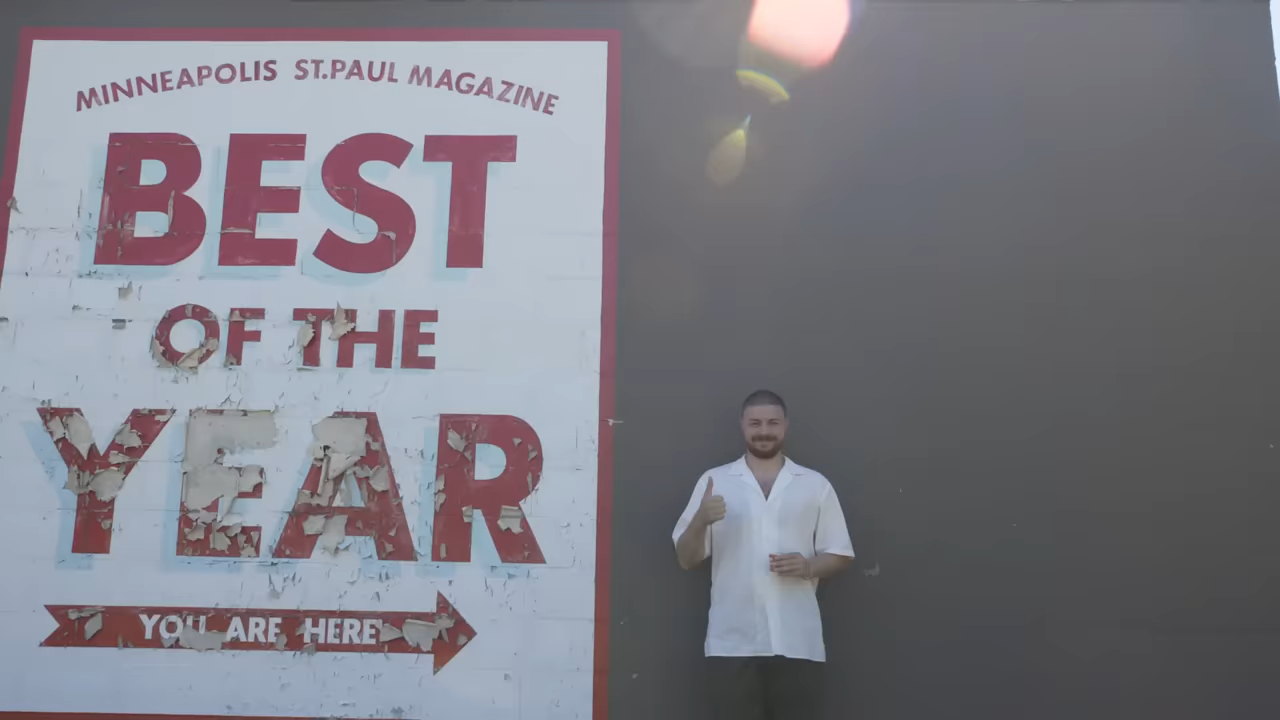 MINNEAPOLIS ST.PAUL MAGAZINE
BEST
OF THE
YEAR
YOU ARE HERE